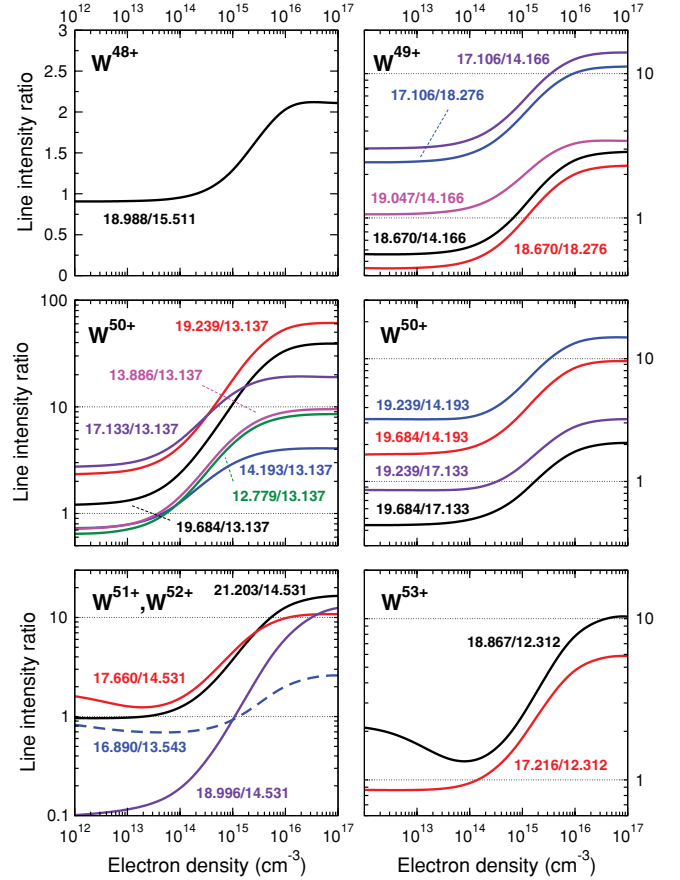 10^12 10^13 10^14 10^15 10^16 10^17
10^13 10^14 10^15 10^16 10^17
Line intensity ratio
3
2.5
2
1.5
1
0.5
0
W^48+
18.988/15.511
W^49+
17.106/14.166
17.106/18.276
19.047/14.166
18.670/14.166
18.670/18.276
10
1
Line intensity ratio
100
10
1
W^50+
19.239/13.137
13.886/13.137
17.133/13.137
14.193/13.137
12.779/13.137
19.684/13.137
W^50+
19.239/14.193
19.684/14.193
19.239/17.133
19.684/17.133
10
1
Line intensity ratio
10
1
0.1
W^51+,W^52+
21.203/14.531
17.660/14.531
16.890/13.543
18.996/14.531
W^53+
18.867/12.312
17.216/12.312
10
1
10^12 10^13 10^14 10^15 10^16 10^17
10^13 10^14 10^15 10^16 10^17
Electron density (cm^-3)
Electron density (cm^-3)